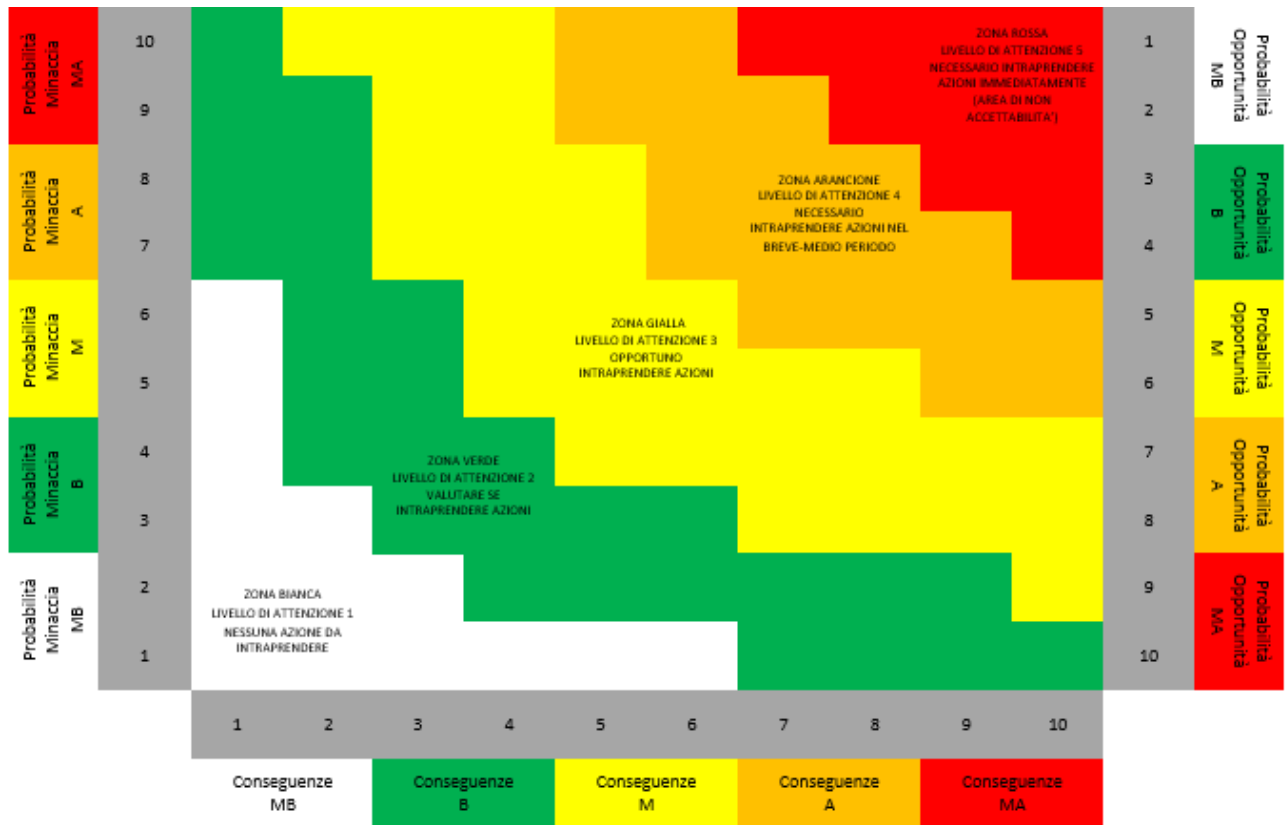 Probabilità
Minaccia
MA
10
9
Probabilità
Minaccia
A
8
7
Probabilità
Minaccia
M
6
5
Probabilità
Minaccia
B
4
3
Probabilità
Minaccia
MB
2
1
ZONA ROSSA
LIVELLO DI ATTENZIONE 5
NECESSARIO INTRAPRENDERE
AZIONI IMMEDIATAMENTE
(AREA DI NON
ACCETTABILITA')
ZONA ARANCIONE
LIVELLO DI ATTENZIONE 4
NECESSARIO
INTRAPRENDERE AZIONI NEL
BREVE-MEDIO PERIODO
ZONA GIALLA
LIVELLO DI ATTENZIONE 3
OPPORTUNO
INTRAPRENDERE AZIONI
ZONA VERDE
LIVELLO DI ATTENZIONE 2
VALUTARE SE
INTRAPRENDERE AZIONI
ZONA BIANCA
LIVELLO DI ATTENZIONE 1
NESSUNA AZIONE DA
INTRAPRENDERE
1
2
Probabilità
Opportunità
MB
3
4
Probabilità
Opportunità
B
5
6
Probabilità
Opportunità
M
7
8
Probabilità
Opportunità
A
9
10
Probabilità
Opportunità
MA
1 2 3 4 5 6 7 8 9 10
Conseguenze
MB
Conseguenze
B
Conseguenze
M
Conseguenze
A
Conseguenze
MA